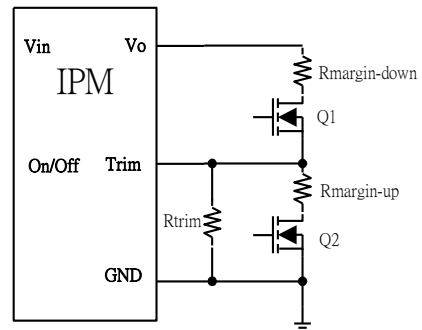 Vin Vo
Rmargin-down
IPM
Q1
On/Off Trim
Rmargin-up
Rtrim
Q2
GND